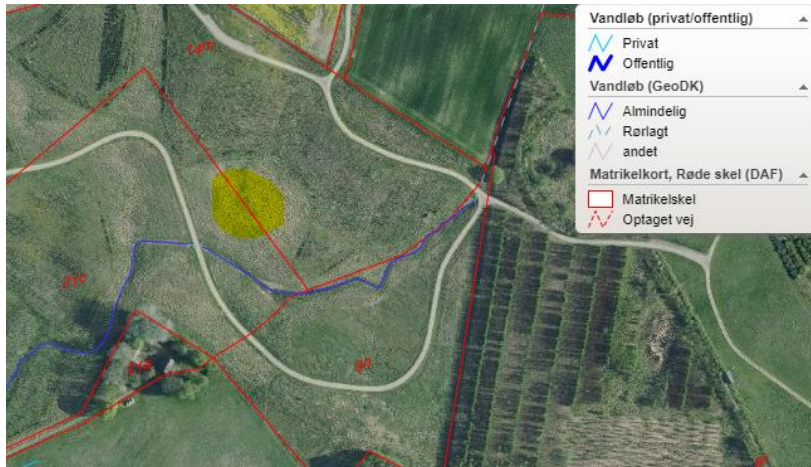 Vandløb (privat/offentlig)
Privat
Offentlig
Vandløb (GeoDK)
Almindelig
Rørlagt
andet
Matrikelkort, Røde skel (DAF)
Matrikelskel
Optaget vej